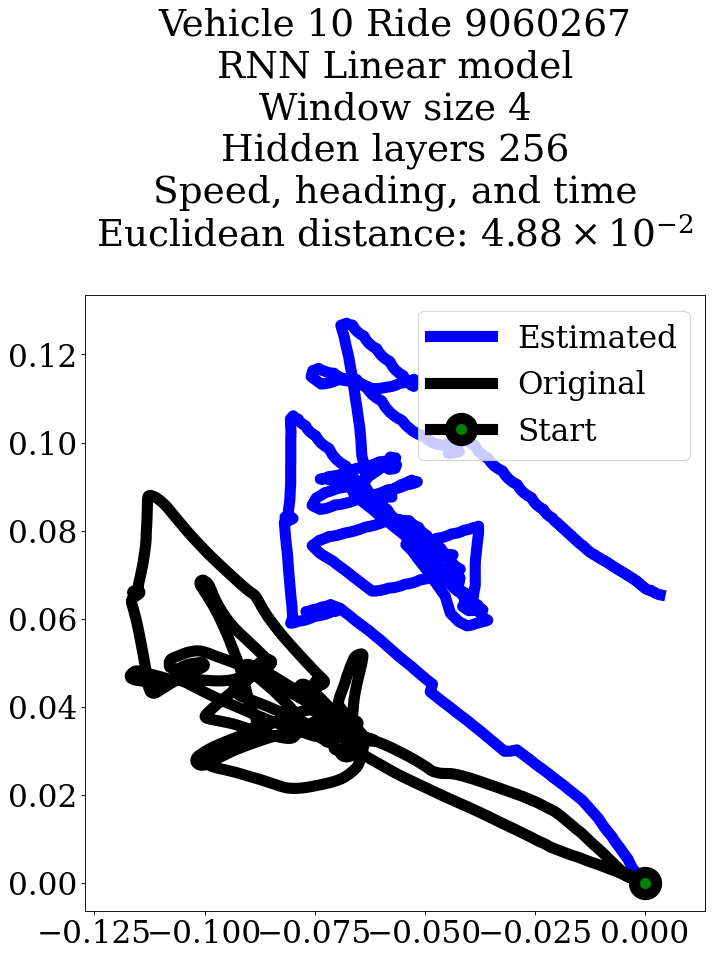 Vehicle 10 Ride 9060267
RNN Linear model
Window size 4
Hidden layers 256
Speed, heading, and time
Euclidean distance: 4.88 × 10⁻²
Estimated
Original
Start
0.12
0.10
0.08
0.06
0.04
0.02
0.00
−0.125 −0.100 −0.075 −0.050 −0.025 0.000